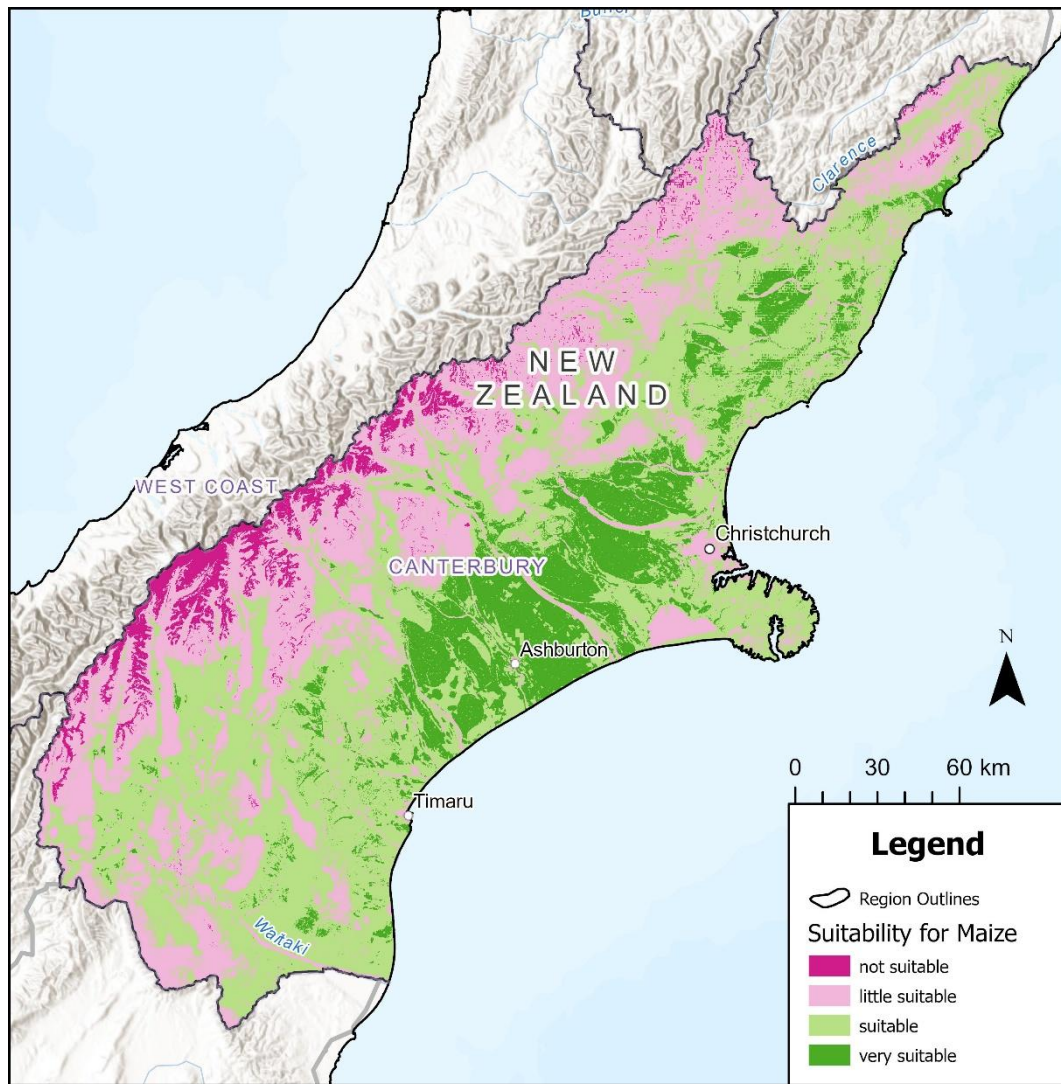 Buller
Clarence
NEW
ZEALAND
WEST COAST
Christchurch
CANTERBURY
Ashburton
N
0 30 60 km
Timaru
Waitaki
Legend
Region Outlines
Suitability for Maize
not suitable
little suitable
suitable
very suitable